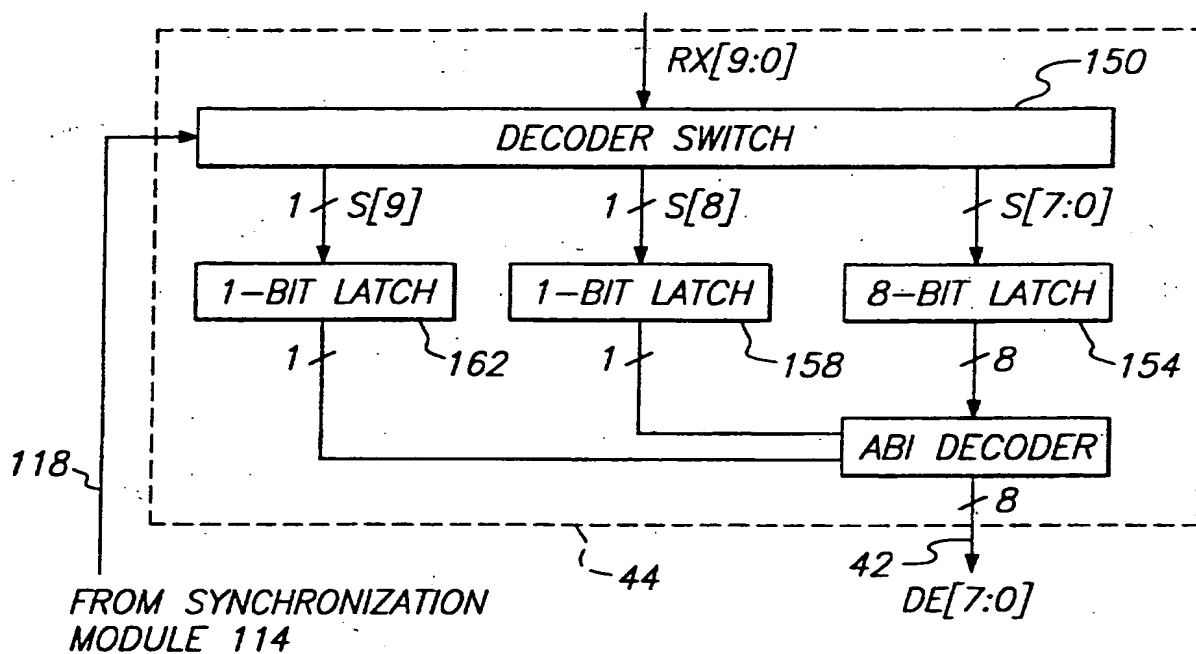 RX[9:0]
150
DECODER SWITCH
1 S[9]
1 S[8]
S[7:0]
1-BIT LATCH
1-BIT LATCH
8-BIT LATCH
1
162
1
158
8
154
ABI DECODER
118
8
44
42
DE[7:0]
FROM SYNCHRONIZATION
MODULE 114